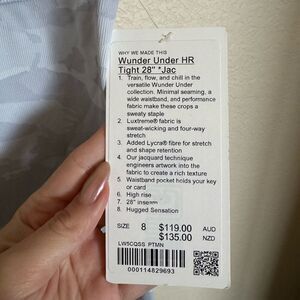 WHY WE MADE THIS
Wunder Under HR
Tight 28" *Jac
1. Train, flow, and chill in the
versatile Wunder Under
collection. Minimal seaming, a
wide waistband, and performance
fabric make these crops a
sweaty staple
2. Luxtreme® fabric is
sweat-wicking and four-way
stretch
3. Added Lycra® fibre for stretch
and shape retention
4. Our jacquard technique
engineers artwork into the
fabric to create a rich texture
5. Waistband pocket holds your key
or card
6. High rise
7. 28" inseam
8. Hugged Sensation
SIZE 8 $119.00 AUD
$135.00 NZD
LW5CQSS PTMN
000114829693